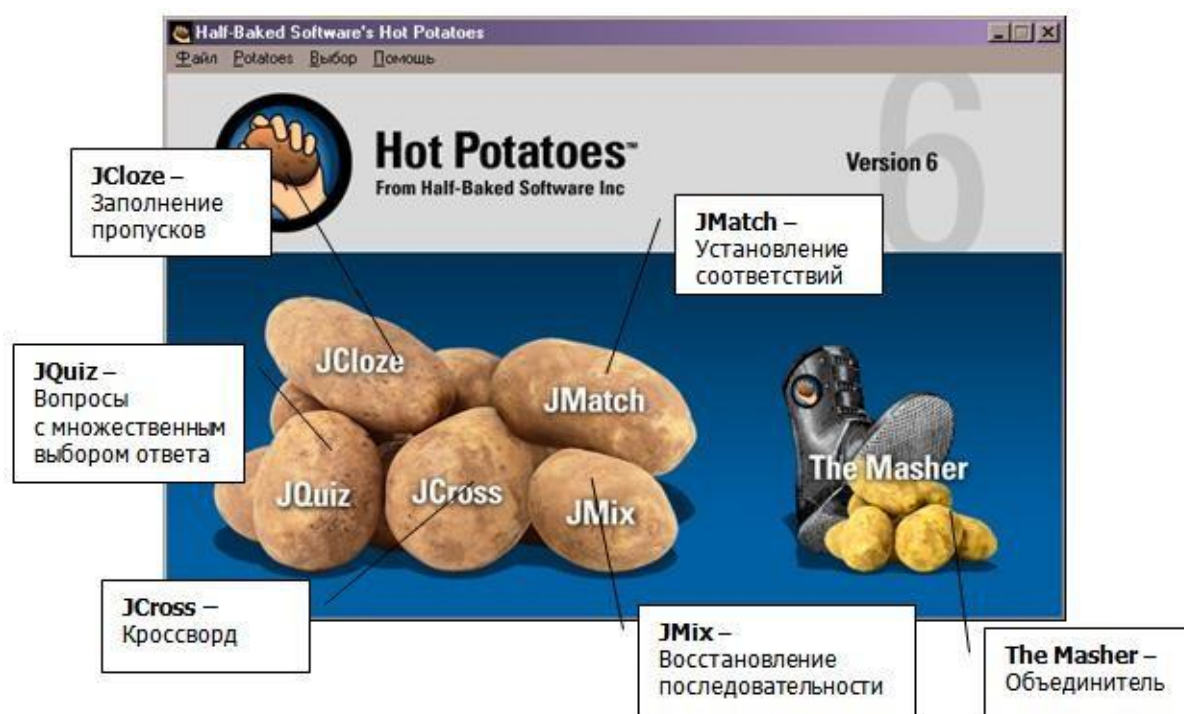 Half-Baked Software's Hot Potatoes
Файл Potatoes Выбор Помощь
Hot Potatoes™
From Half-Baked Software Inc
Version 6
6
JCloze –
Заполнение
пропусков
JMatch –
Установление
соответствий
JQuiz –
Вопросы
с множественным
выбором ответа
JCloze
JMatch
JQuiz
JCross
JMix
The Masher
JCross –
Кроссворд
JMix –
Восстановление
последовательности
The Masher –
Объединитель